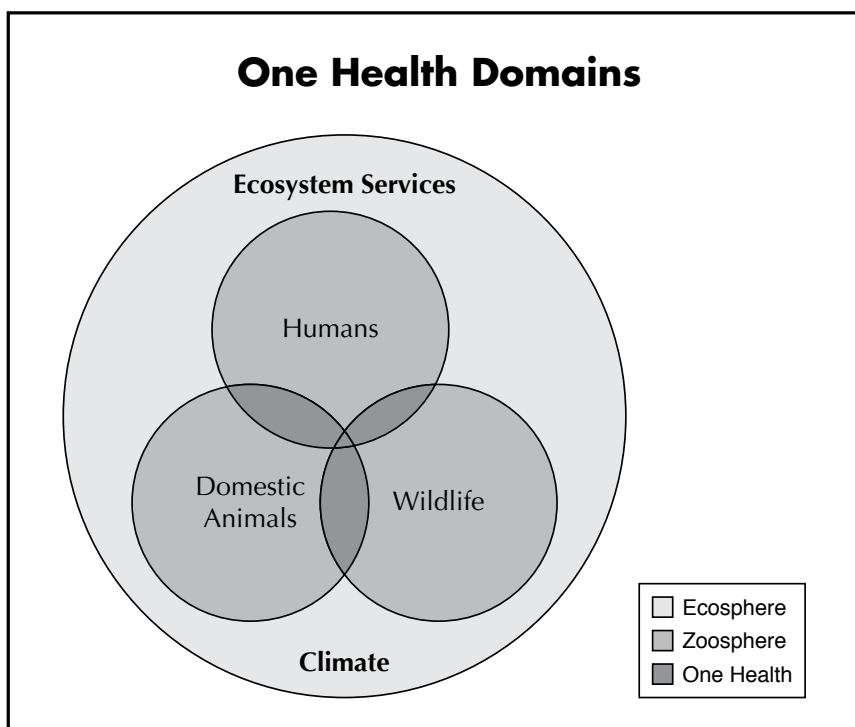 One Health Domains
Ecosystem Services
Humans
Domestic
Animals
Wildlife
Climate
Ecosphere
Zoosphere
One Health